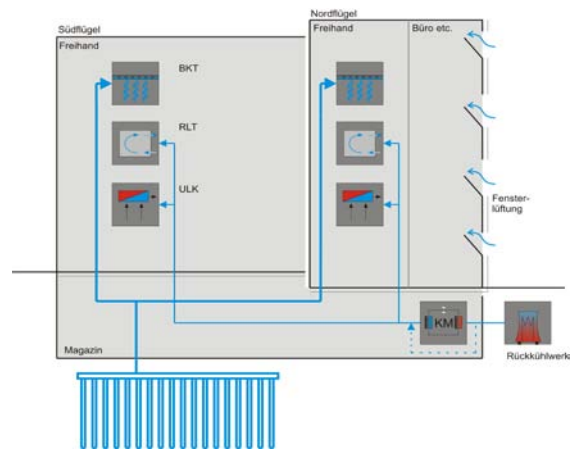 Nordflügel
Südflügel
Freihand
Freihand
Büro etc.
BKT
RLT
ULK
Fenster-
lüftung
KM
Magazin
Rückkühlwerk